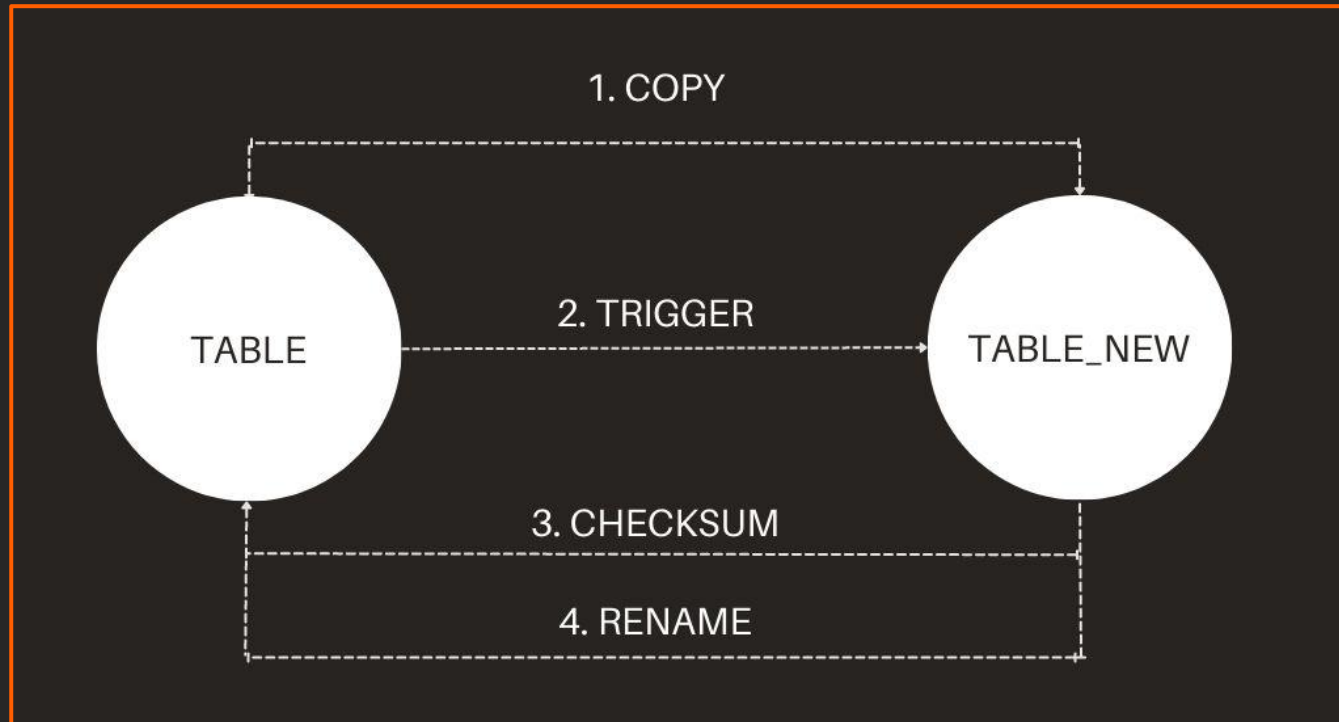 1. COPY
2. TRIGGER
TABLE
TABLE_NEW
3. CHECKSUM
4. RENAME